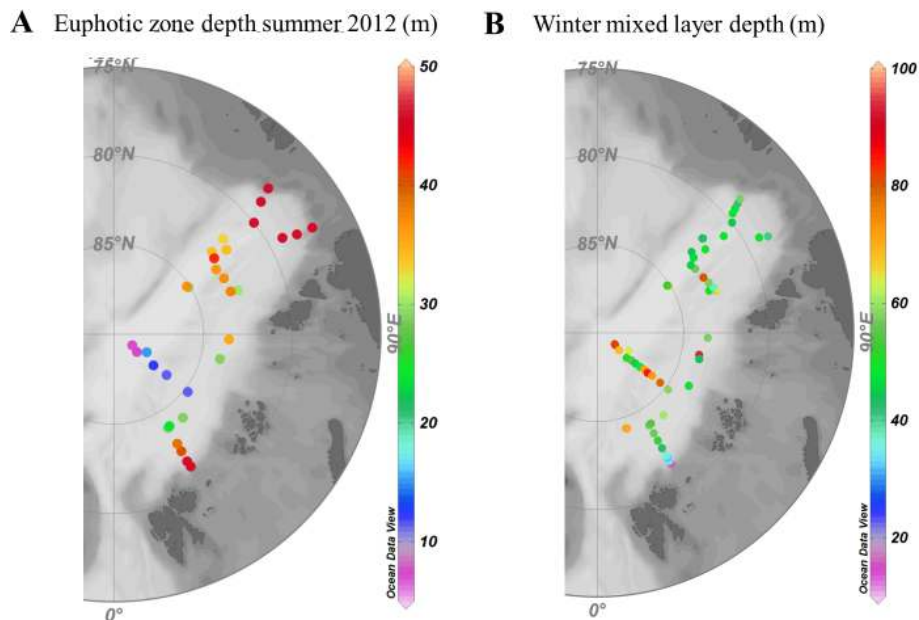 A Euphotic zone depth summer 2012 (m)
75°N
80°N
85°N
90°E
0°
50
40
30
20
10
Ocean Data View
B Winter mixed layer depth (m)
75°N
80°N
85°N
90°E
0°
100
80
60
40
20
Ocean Data View